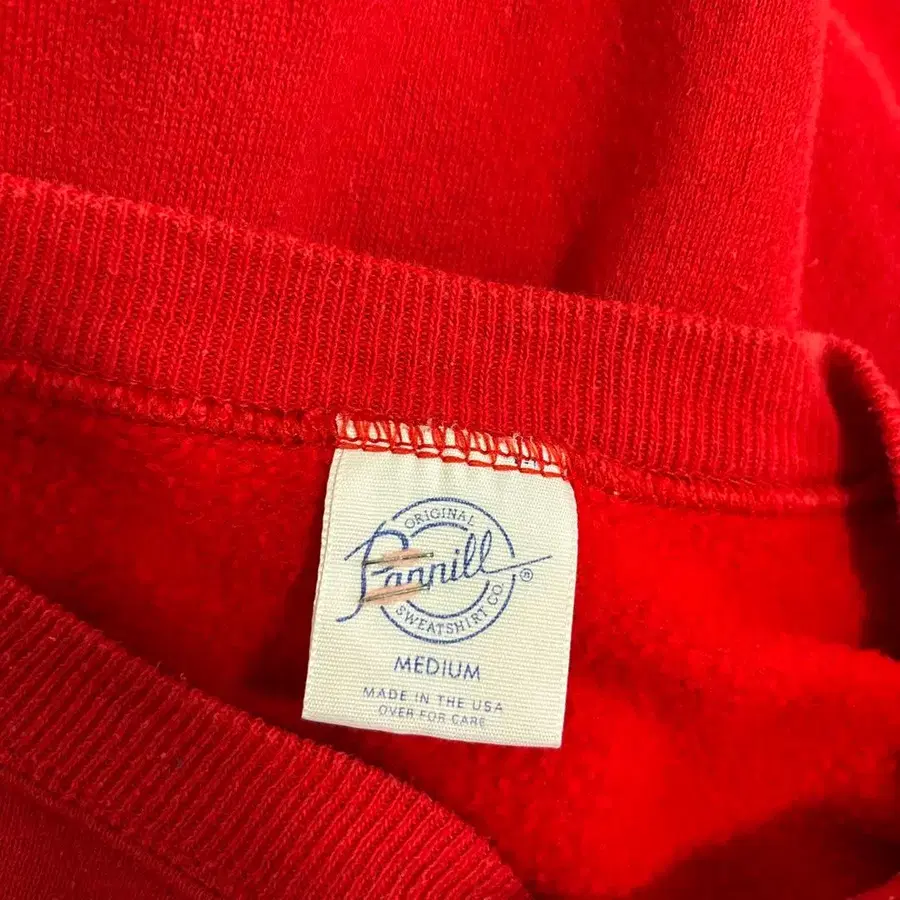 ORIGINAL
Pannill
SWEATSHIRT CO.
®
MEDIUM
MADE IN THE USA
OVER FOR CARE